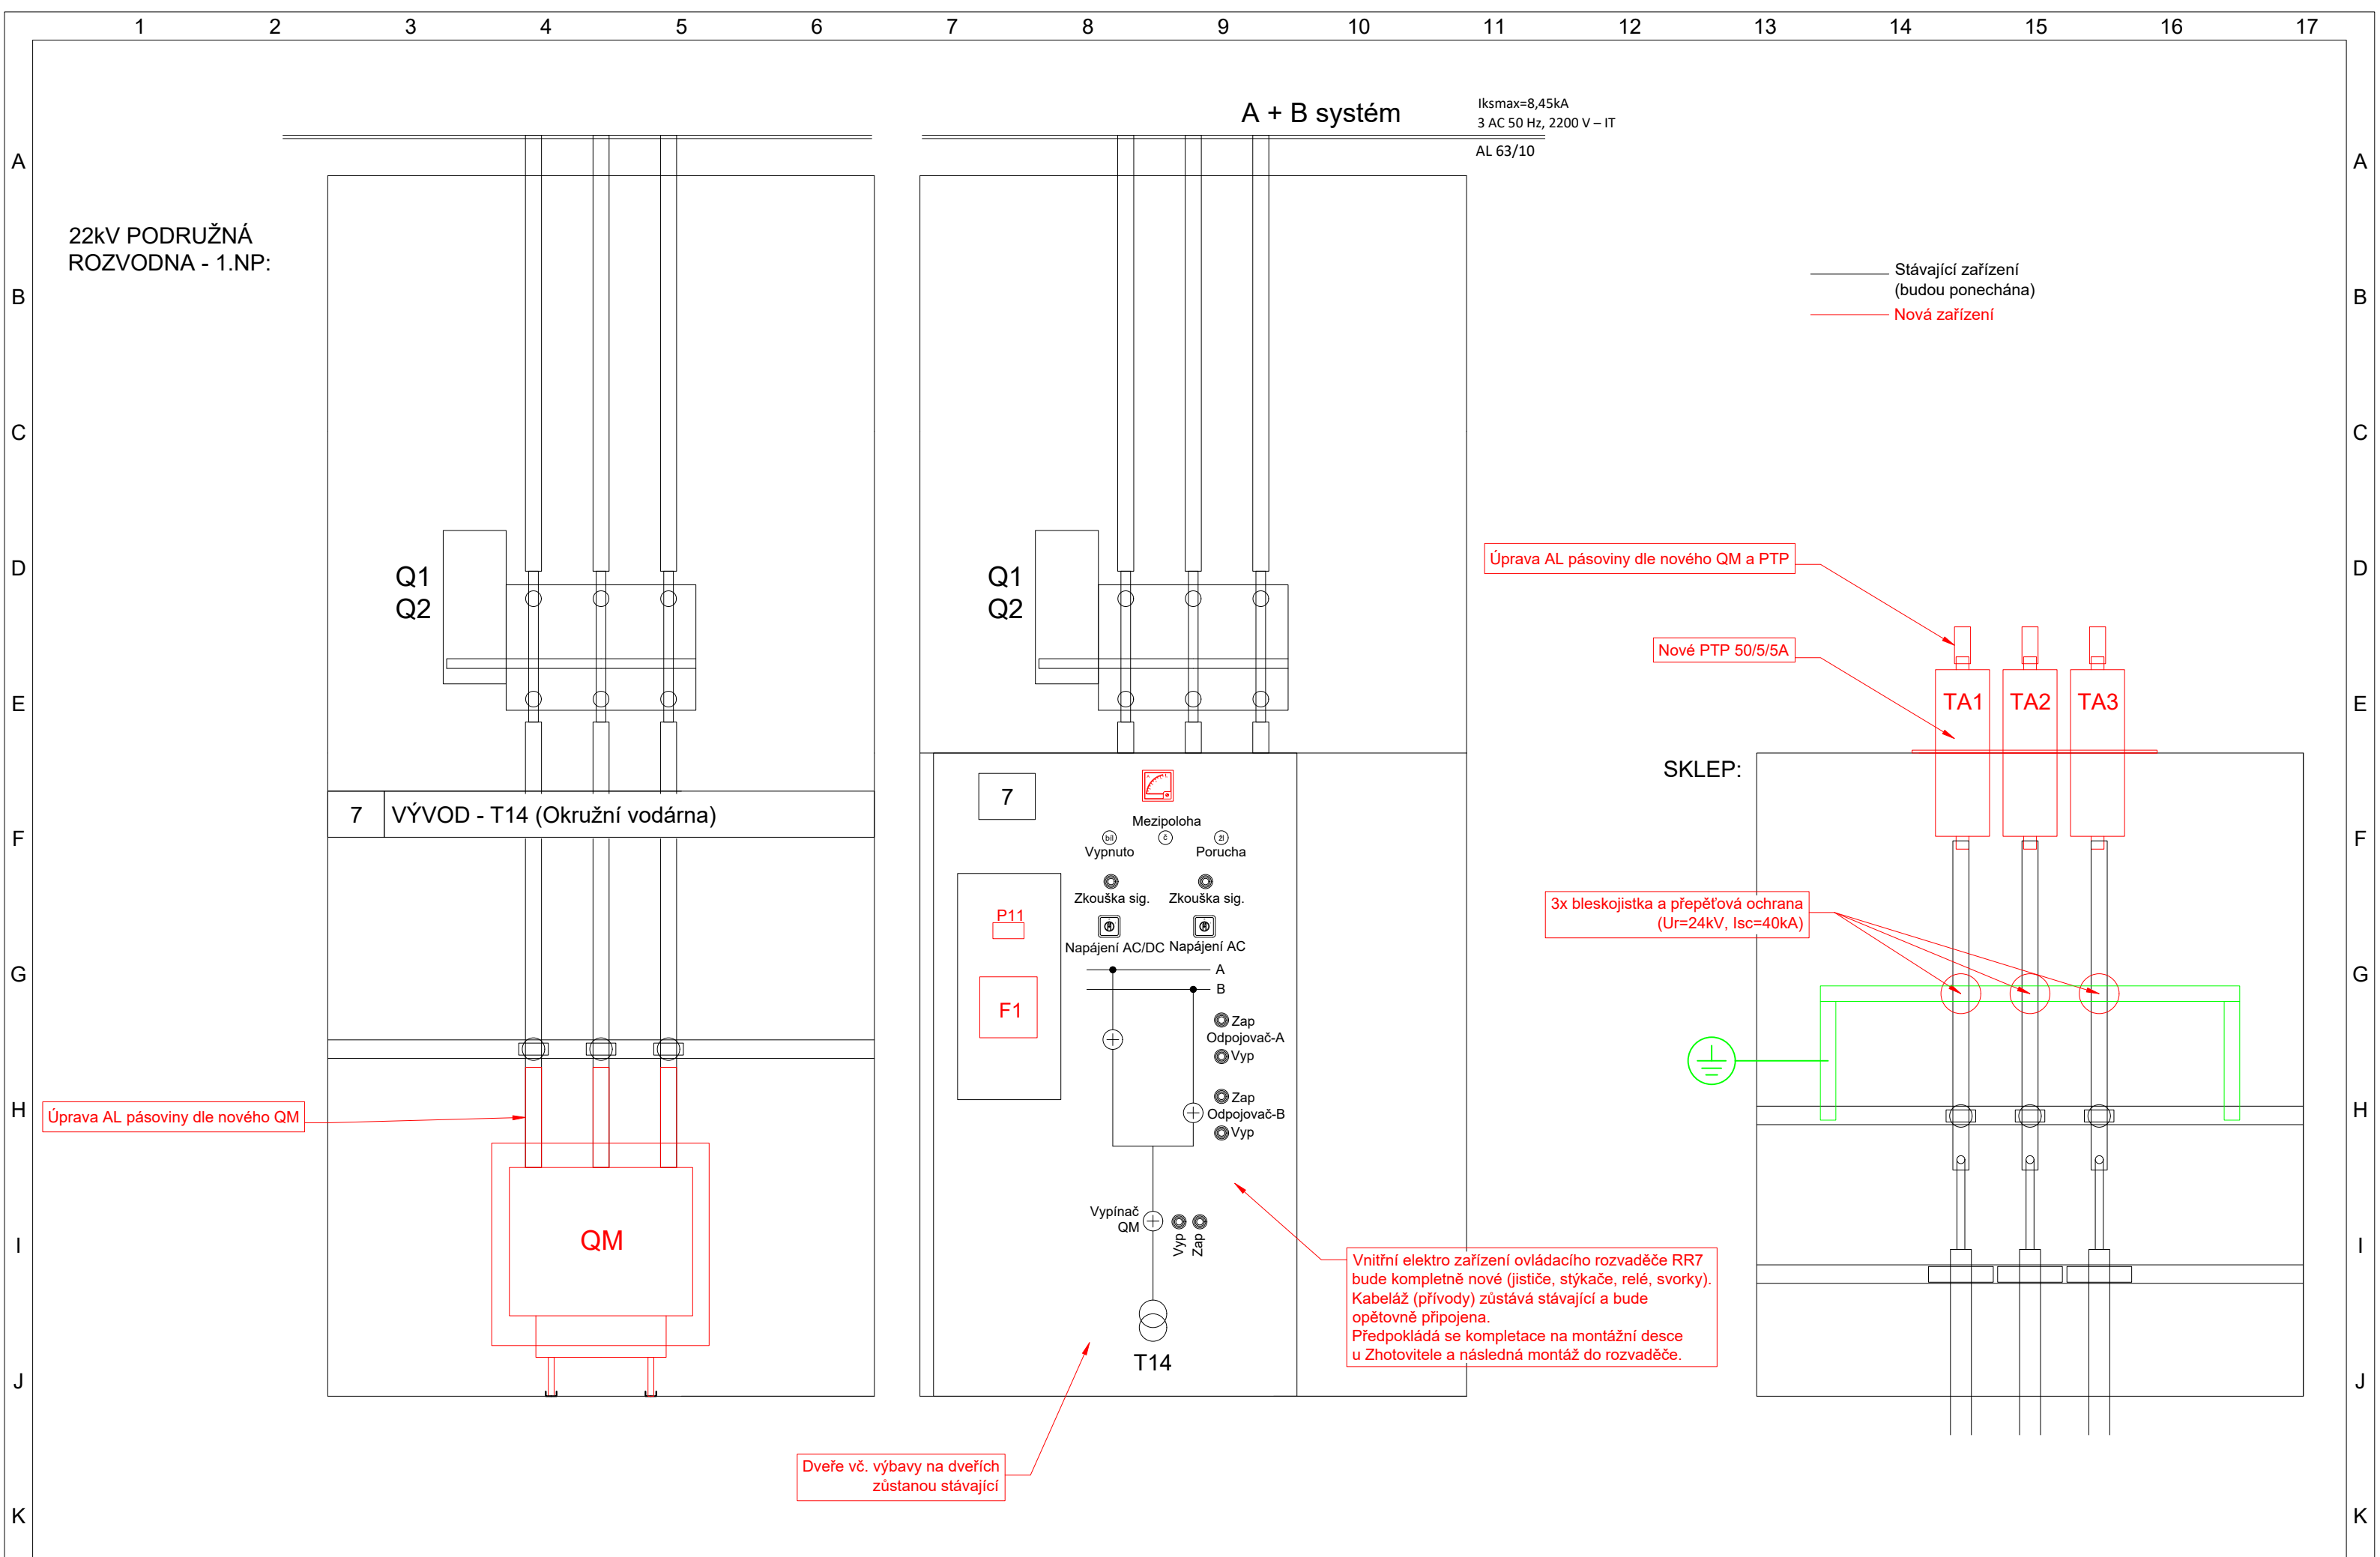 1 2 3 4 5 6 7 8 9 10 11 12 13 14 15 16 17
A + B systém
Iksmax=8,45kA
3 AC 50 Hz, 2200 V – IT
AL 63/10
A A
22kV PODRUŽNÁ
ROZVODNA - 1.NP:
B B
Stávající zařízení
(budou ponechána)
Nová zařízení
C C
D D
Q1
Q2
Q1
Q2
Úprava AL pásoviny dle nového QM a PTP
Nové PTP 50/5/5A
E E
TA1 TA2 TA3
SKLEP:
7 VÝVOD - T14 (Okružní vodárna)
7
Mezipoloha
bíl č žl
Vypnuto Porucha
F F
Zkouška sig. Zkouška sig.
3x bleskojistka a přepěťová ochrana
(Ur=24kV, Isc=40kA)
P11
Napájení AC/DC Napájení AC
G G
A
B
F1
Zap
Odpojovač-A
Vyp
Zap
Odpojovač-B
Vyp
H H
Úprava AL pásoviny dle nového QM
QM
Vypínač
QM
Vyp
Zap
I I
Vnitřní elektro zařízení ovládacího rozvaděče RR7
bude kompletně nové (jističe, stýkače, relé, svorky).
Kabeláž (přívody) zůstává stávající a bude
opětovně připojena.
Předpokládá se kompletace na montážní desce
u Zhotovitele a následná montáž do rozvaděče.
T14
J J
Dveře vč. výbavy na dveřích
zůstanou stávající
K K